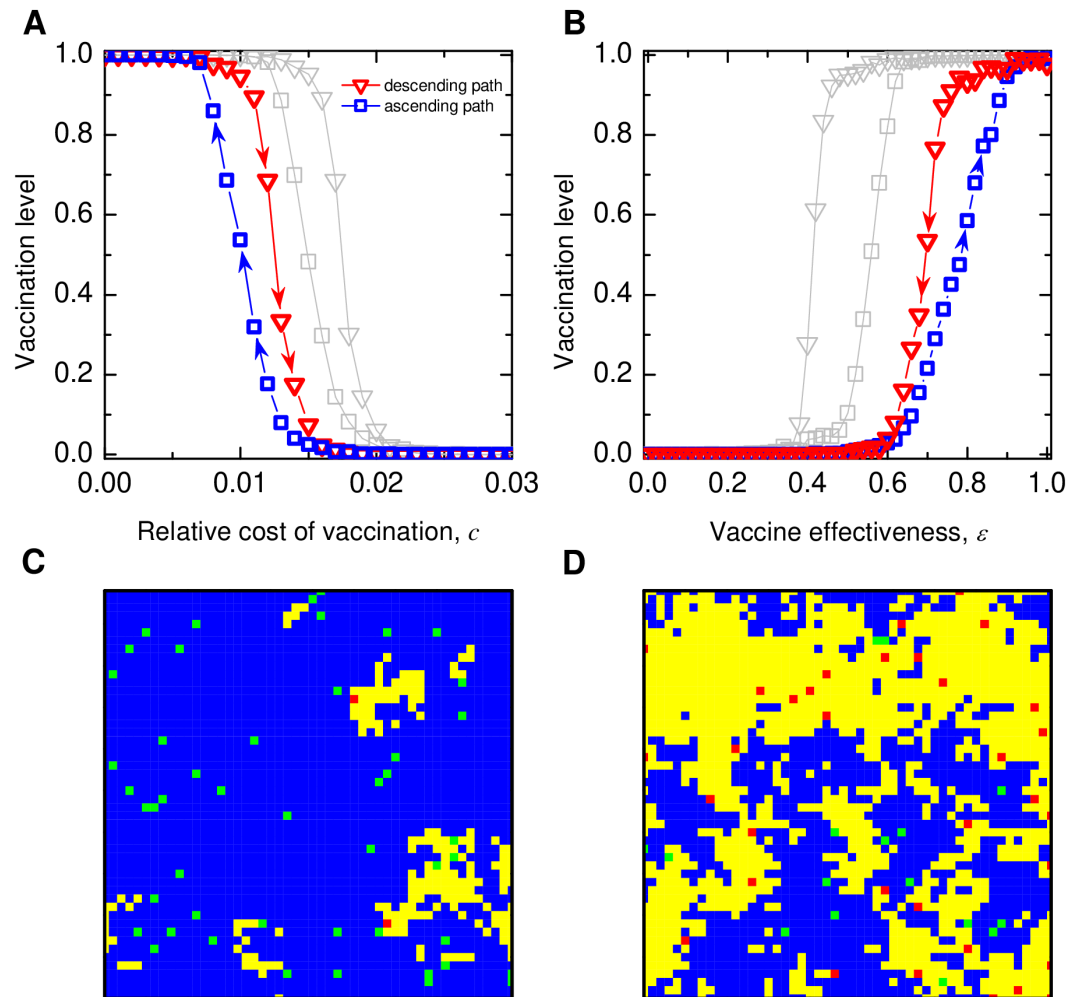 A
B
1.0
0.8
0.6
0.4
0.2
0.0
Vaccination level
descending path
ascending path
0.00
0.01
0.02
0.03
Relative cost of vaccination, c
1.0
0.8
0.6
0.4
0.2
0.0
Vaccination level
0.0
0.2
0.4
0.6
0.8
1.0
Vaccine effectiveness, ε
C
D